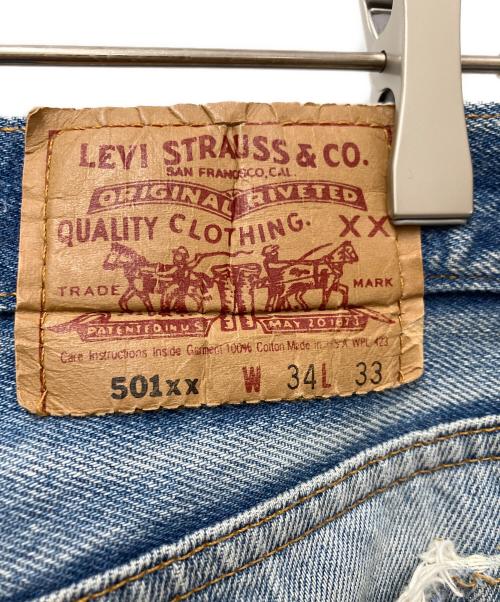 LEVI STRAUSS & CO.
SAN FRANCISCO, CAL.
ORIGINAL RIVETED
QUALITY CLOTHING. XX
TRADE MARK
PATENTED IN U.S. MAY 20 1873
Care Instructions Inside Garment 100% Cotton Made in U.S.A WPL 423
501xx W 34 L 33